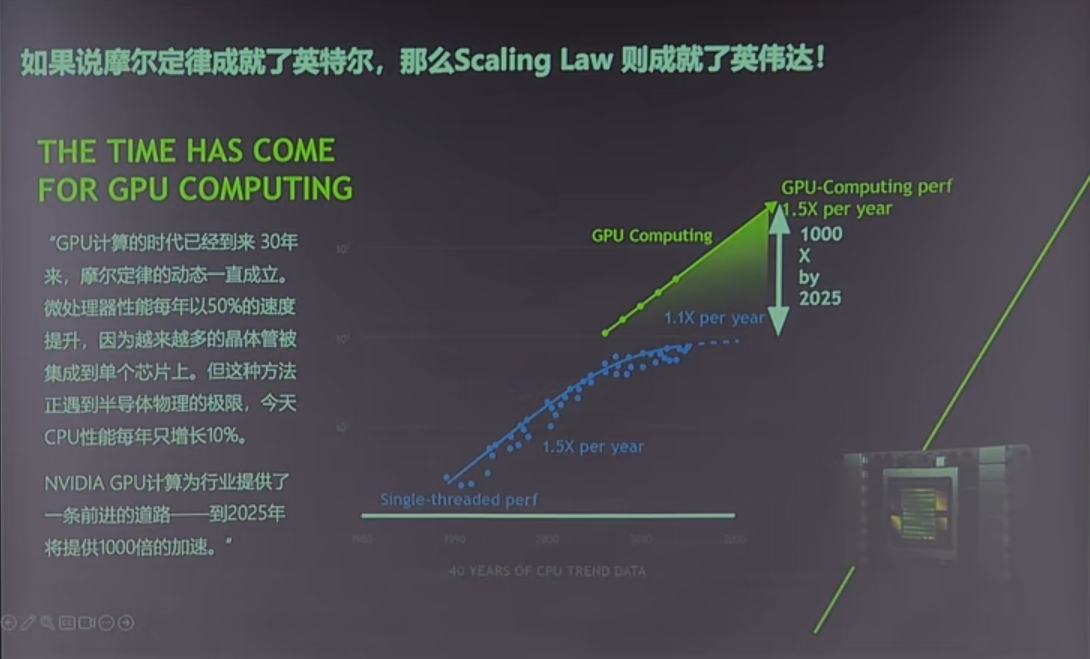 如果说摩尔定律成就了英特尔，那么Scaling Law 则成就了英伟达！
THE TIME HAS COME
FOR GPU COMPUTING
“GPU计算的时代已经到来 30年
来，摩尔定律的动态一直成立。
微处理器性能每年以50%的速度
提升，因为越来越多的晶体管被
集成到单个芯片上。但这种方法
正遇到半导体物理的极限，今天
CPU性能每年只增长10%。
NVIDIA GPU计算为行业提供了
一条前进的道路——到2025年
将提供1000倍的加速。”
GPU-Computing perf
1.5X per year
GPU Computing
1000
X
by
2025
1.1X per year
1.5X per year
Single-threaded perf
1980
1990
2000
40 YEARS OF CPU TREND DATA